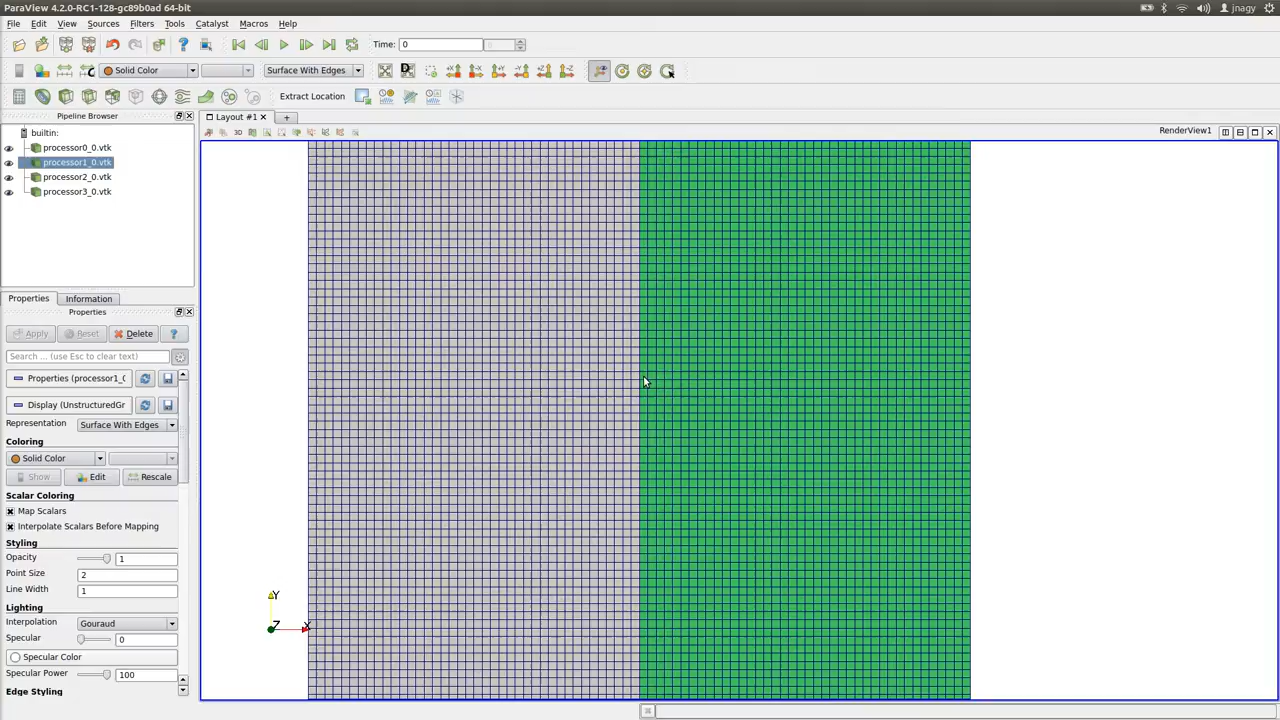 ParaView 4.2.0-RC1-128-gc89b0ad 64-bit
jnagy
File Edit View Sources Filters Tools Catalyst Macros Help
Time: 0
0
Solid Color
Surface With Edges
D
+X -X +Y -Y +Z -Z
Extract Location
Pipeline Browser
Layout #1
3D
RenderView1
builtin:
processor0_0.vtk
processor1_0.vtk
processor2_0.vtk
processor3_0.vtk
Properties Information
Properties
Apply Reset Delete ?
Search ... (use Esc to clear text)
Properties (processor1_0
Display (UnstructuredGr
Representation Surface With Edges
Coloring
Solid Color
Show Edit Rescale
Scalar Coloring
Map Scalars
Interpolate Scalars Before Mapping
Styling
Opacity 1
Point Size 2
Line Width 1
Lighting
Interpolation Gouraud
Specular 0
Specular Color
Specular Power 100
Edge Styling
Y
Z X